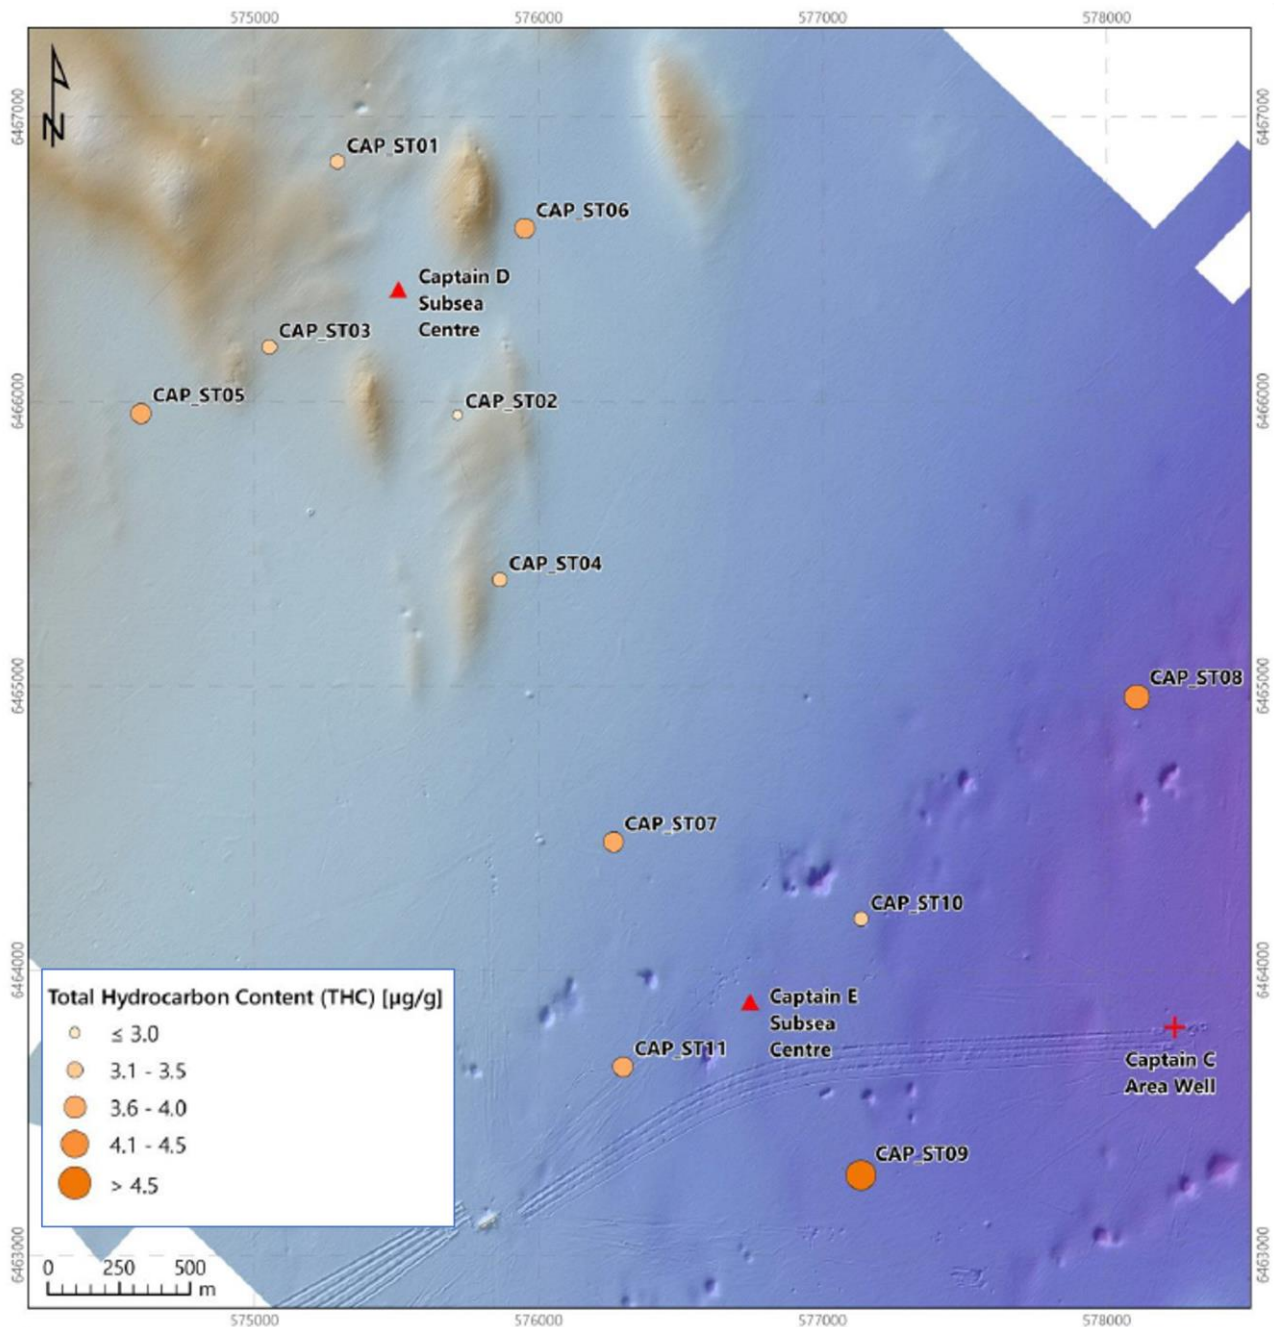 575000
576000
577000
578000
N
6467000
6467000
CAP_ST01
CAP_ST06
Captain D
Subsea
Centre
CAP_ST03
CAP_ST05
CAP_ST02
6466000
6466000
CAP_ST04
CAP_ST08
6465000
6465000
CAP_ST07
CAP_ST10
6464000
6464000
Captain E
Subsea
Centre
CAP_ST11
Captain C
Area Well
CAP_ST09
Total Hydrocarbon Content (THC) [µg/g]
≤ 3.0
3.1 - 3.5
3.6 - 4.0
4.1 - 4.5
> 4.5
6463000
6463000
0 250 500
m
575000
576000
577000
578000